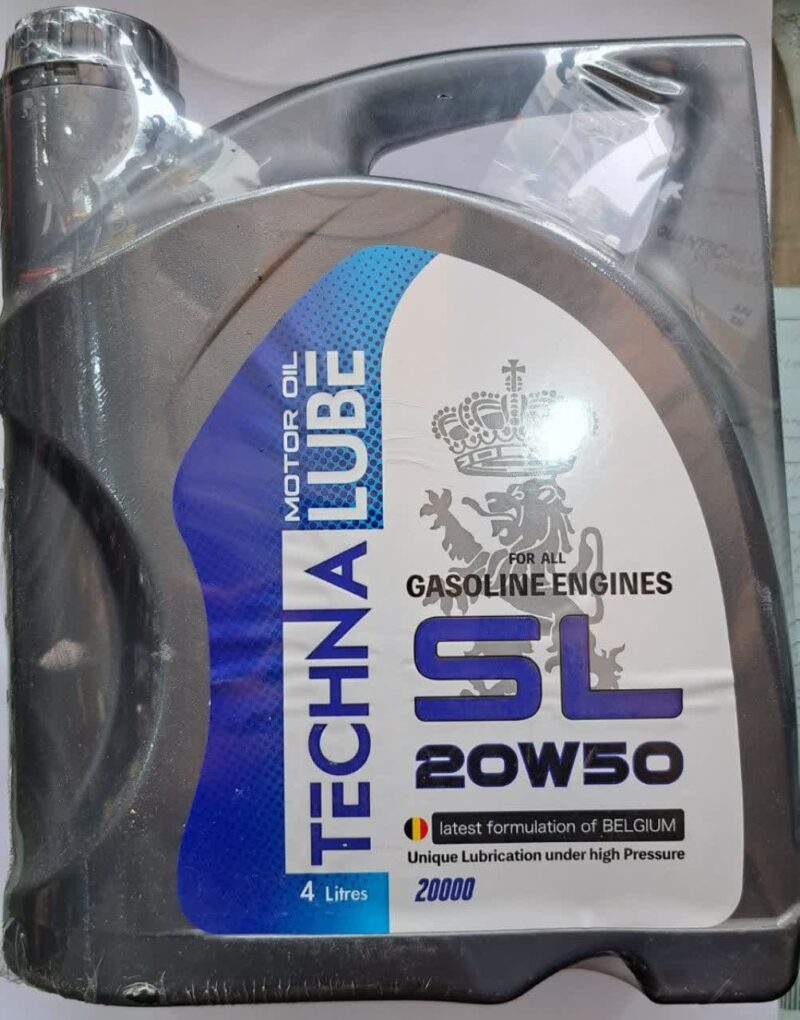 MOTOR OIL
TECHNA LUBE
FOR ALL
GASOLINE ENGINES
SL
20W50
latest formulation of BELGIUM
Unique Lubrication under high Pressure
4 Litres
20000